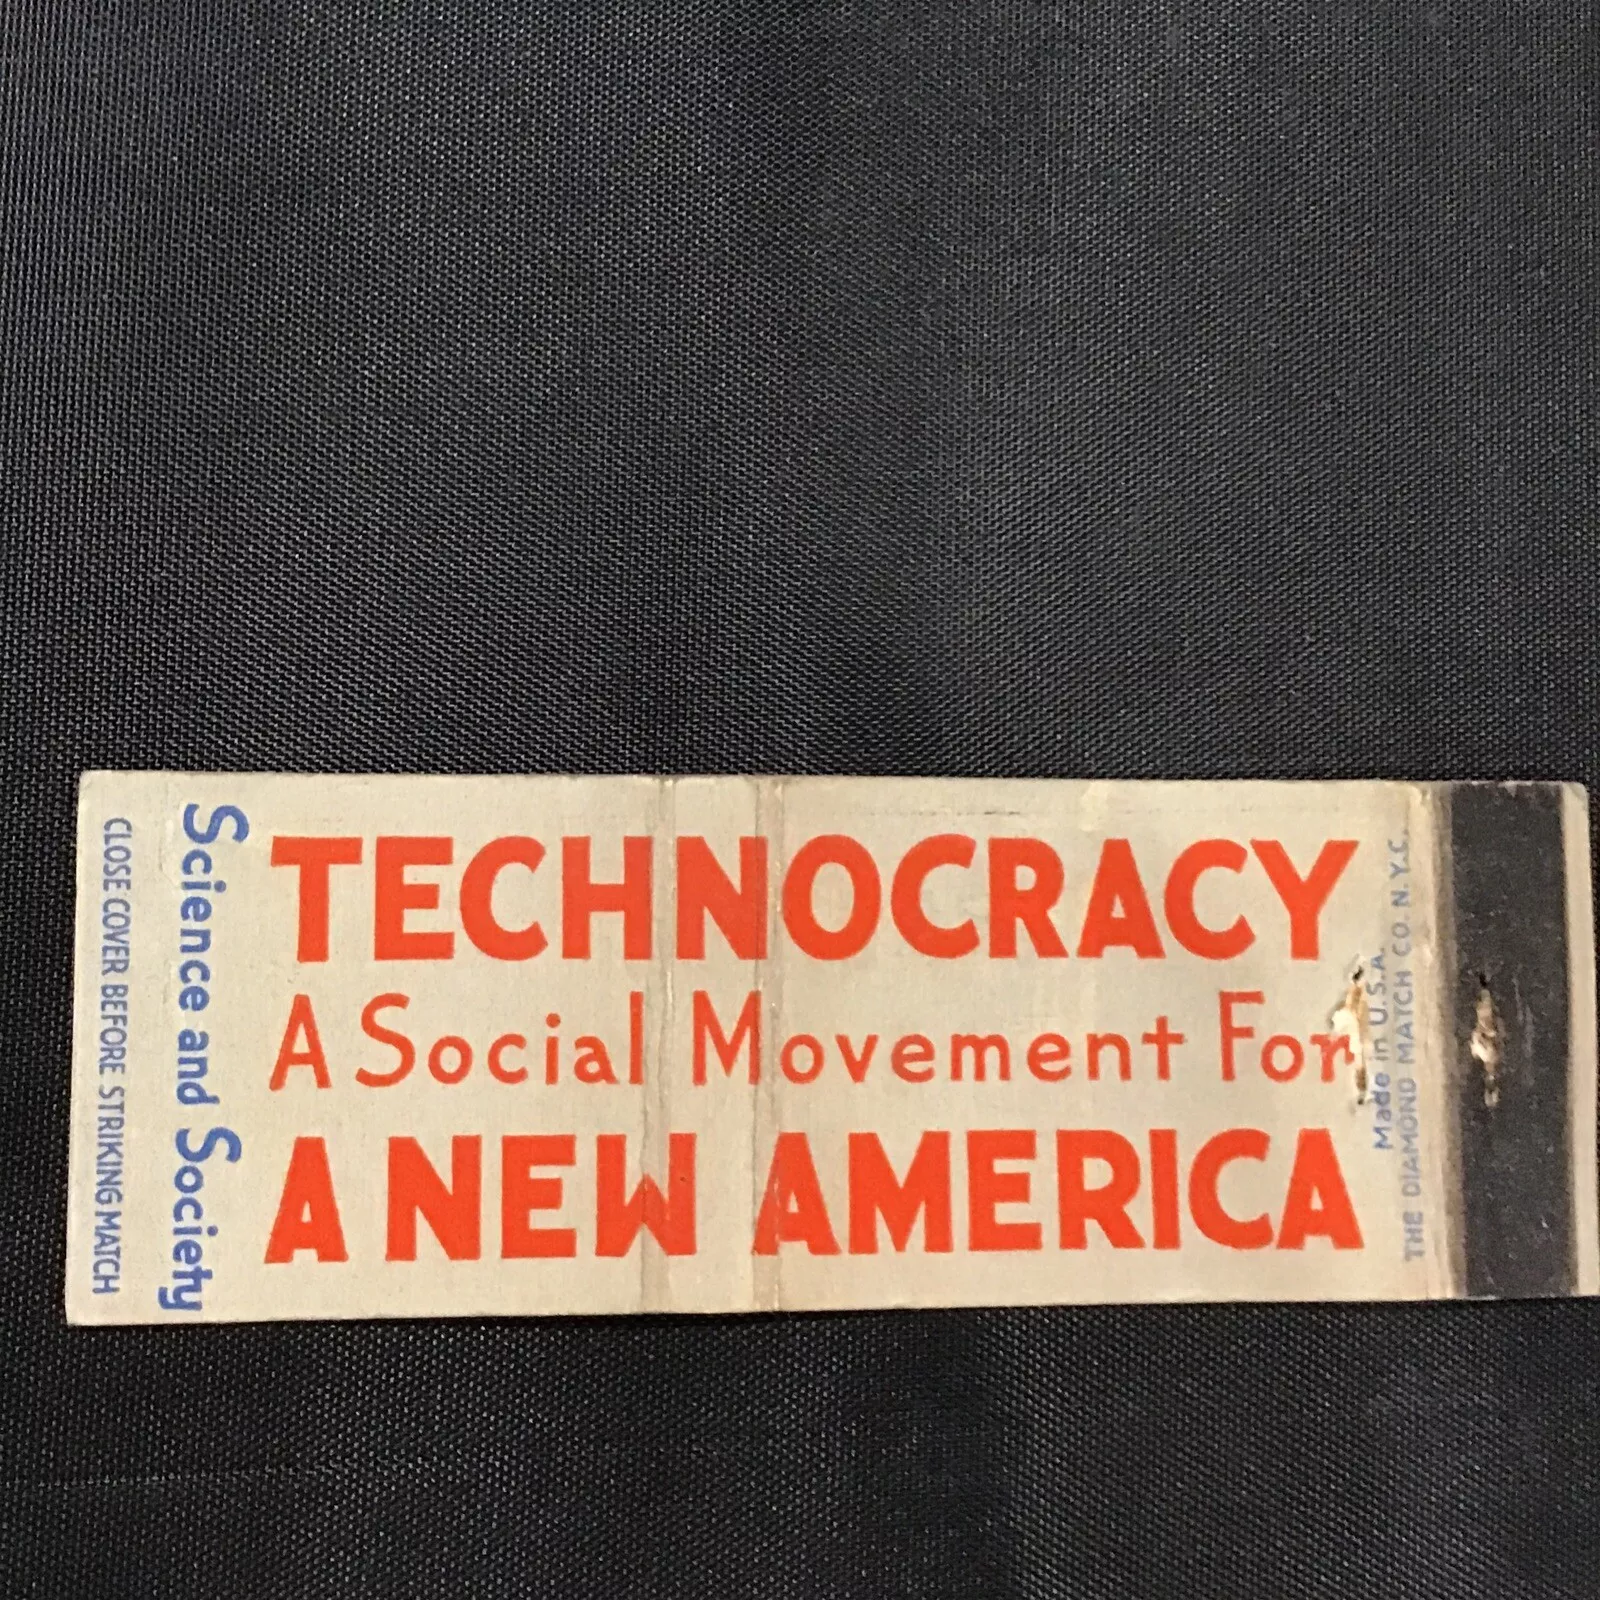 CLOSE COVER BEFORE STRIKING MATCH
Science and Society
TECHNOCRACY
A Social Movement For
A NEW AMERICA
Made in U.S.A.
THE DIAMOND MATCH CO. N.Y.C.